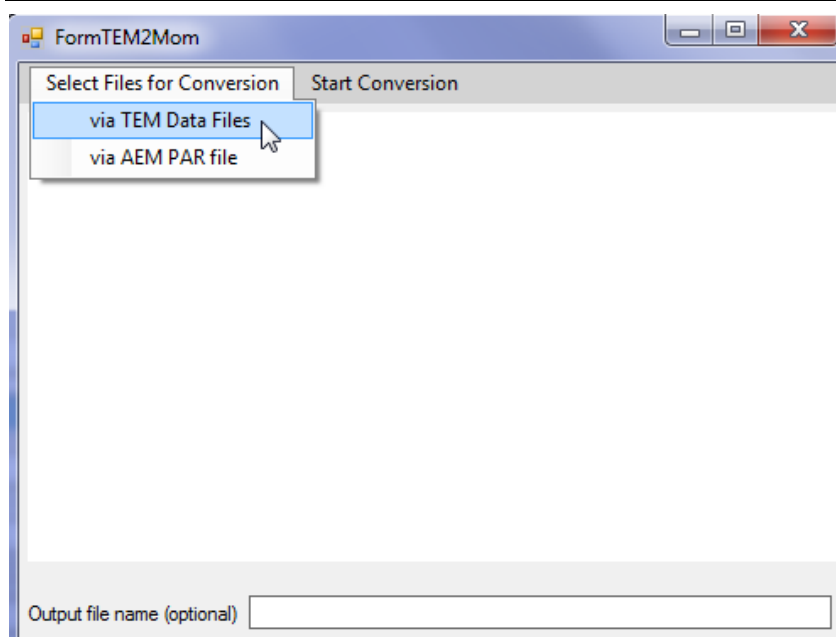 FormTEM2Mom
Select Files for Conversion Start Conversion
via TEM Data Files
via AEM PAR file
Output file name (optional)